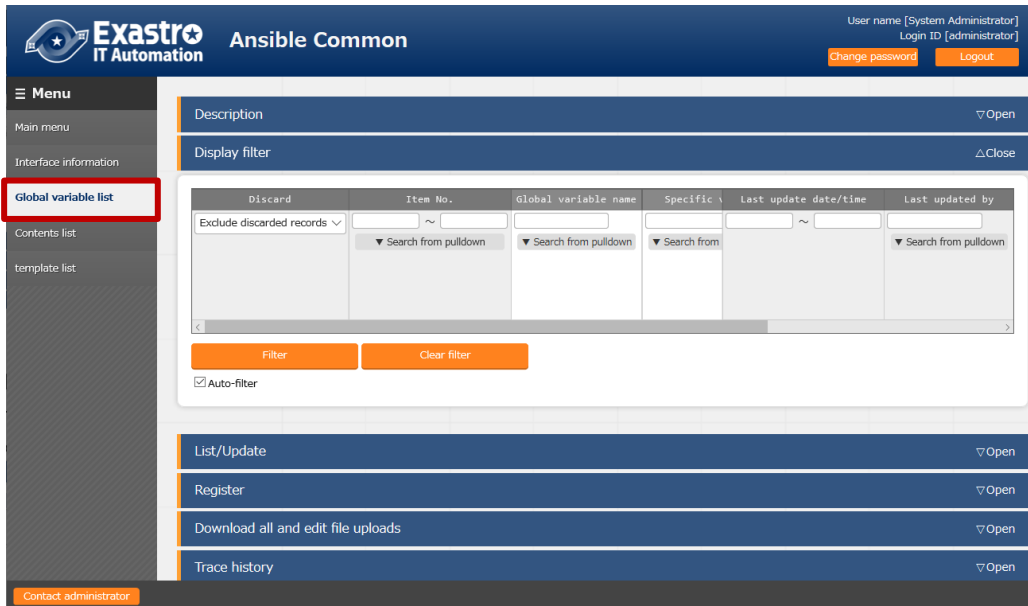 Exastro
IT Automation
Ansible Common
User name [System Administrator]
Login ID [administrator]
Change password
Logout
☰ Menu
Main menu
Interface information
Global variable list
Contents list
template list
Description
▽Open
Display filter
△Close
Discard
Item No.
Global variable name
Specific
Last update date/time
Last updated by
Exclude discarded records
~
~
▼ Search from pulldown
▼ Search from pulldown
▼ Search from
▼ Search from pulldown
Filter
Clear filter
Auto-filter
List/Update
▽Open
Register
▽Open
Download all and edit file uploads
▽Open
Trace history
▽Open
Contact administrator